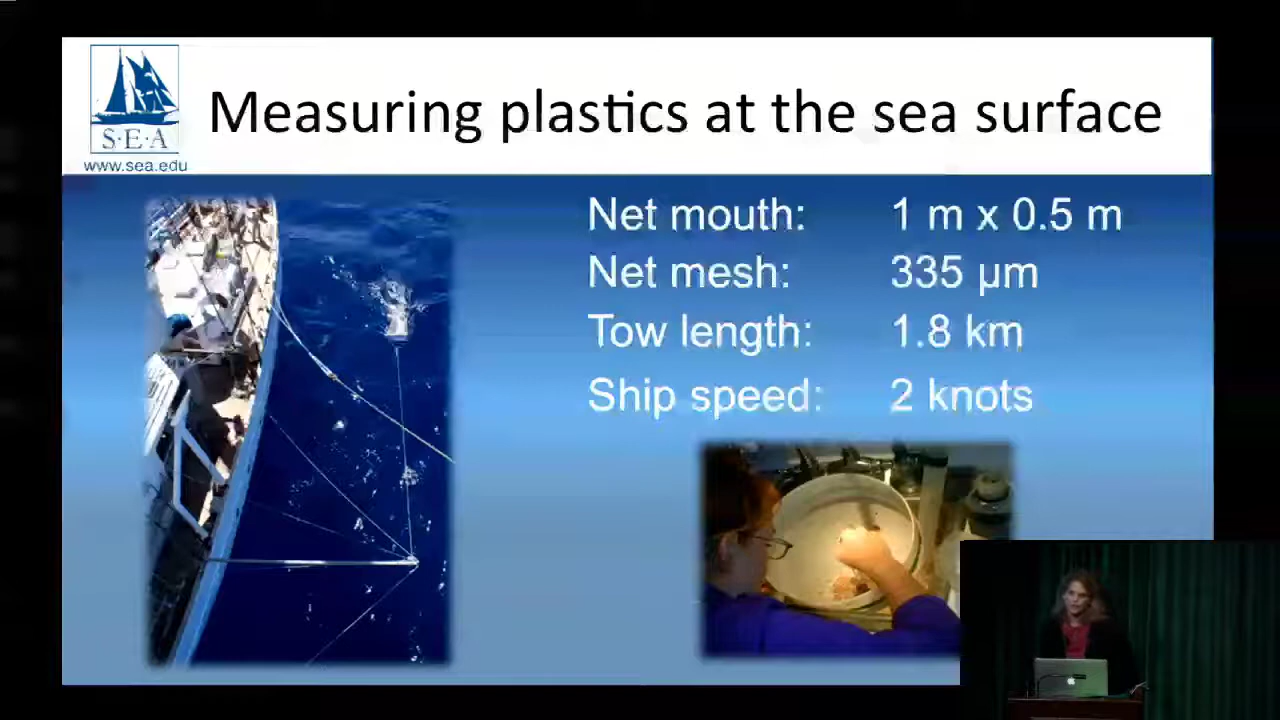 S·E·A
www.sea.edu
Measuring plastics at the sea surface
Net mouth: 1 m x 0.5 m
Net mesh: 335 µm
Tow length: 1.8 km
Ship speed: 2 knots